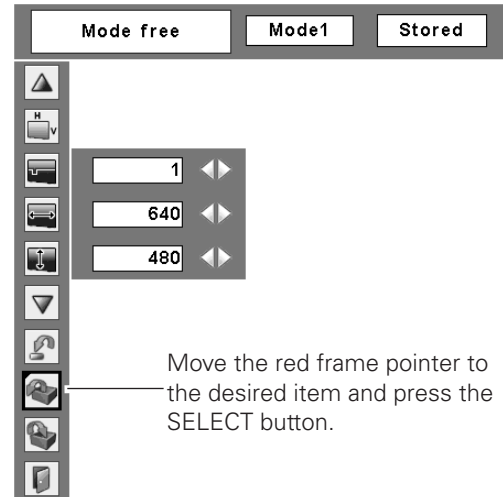 Mode free Mode1 Stored
H
V
1
640
480
Move the red frame pointer to
the desired item and press the
SELECT button.